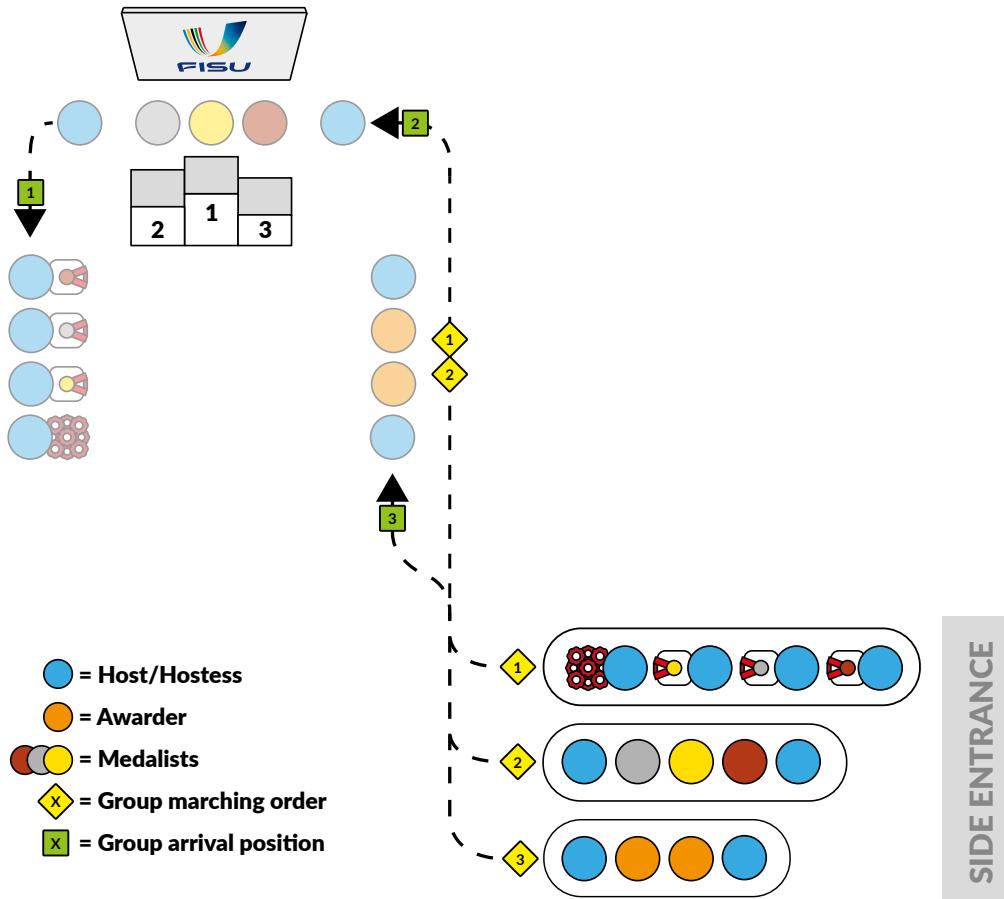 FISU
2
1
1
2
3
1
2
3
1
2
3
= Host/Hostess
= Awarder
= Medalists
X = Group marching order
X = Group arrival position
SIDE ENTRANCE